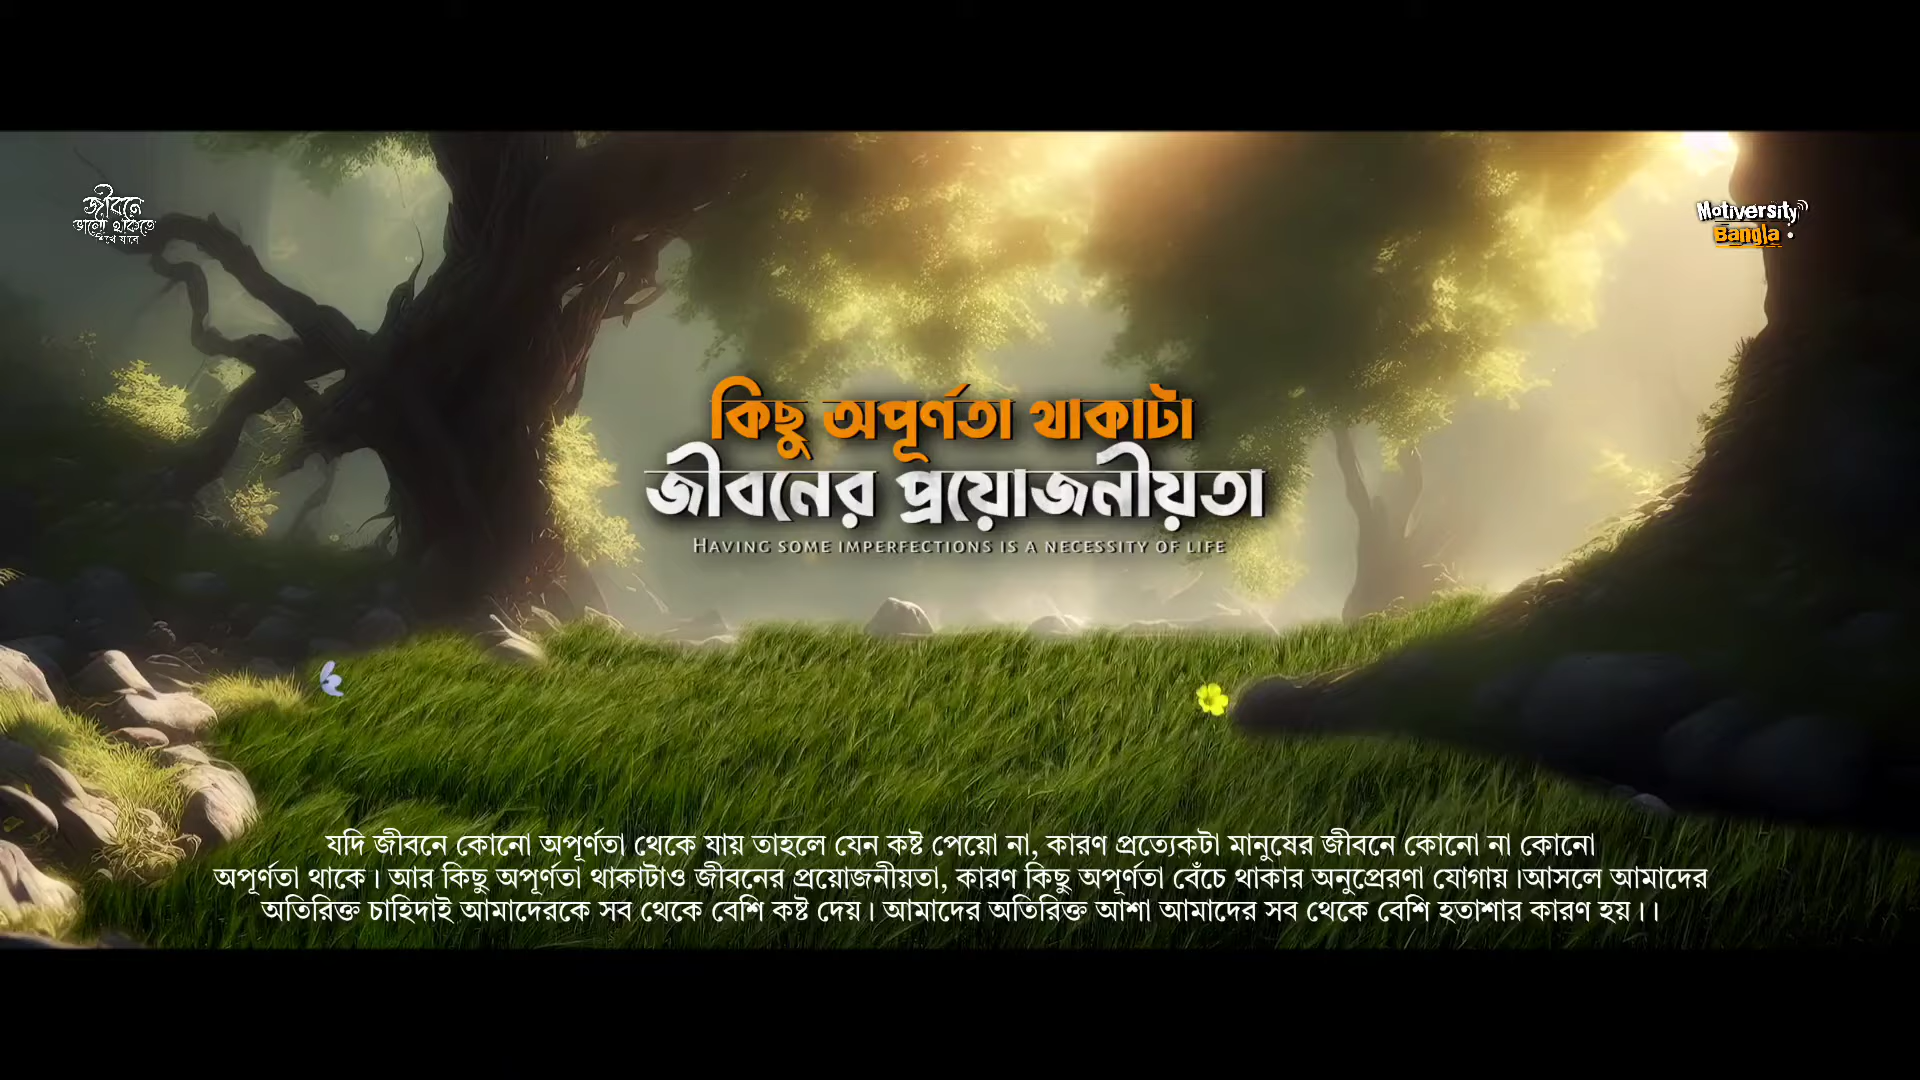 জীবনে
ভালো থাকতে
শিখে যাবে
Motiversity
Bangla
কিছু অপূর্ণতা থাকাটা
জীবনের প্রয়োজনীয়তা
HAVING SOME IMPERFECTIONS IS A NECESSITY OF LIFE
যদি জীবনে কোনো অপূর্ণতা থেকে যায় তাহলে যেন কষ্ট পেয়ো না, কারণ প্রত্যেকটা মানুষের জীবনে কোনো না কোনো
অপূর্ণতা থাকে। আর কিছু অপূর্ণতা থাকাটাও জীবনের প্রয়োজনীয়তা, কারণ কিছু অপূর্ণতা বেঁচে থাকার অনুপ্রেরণা যোগায়।আসলে আমাদের
অতিরিক্ত চাহিদাই আমাদেরকে সব থেকে বেশি কষ্ট দেয়। আমাদের অতিরিক্ত আশা আমাদের সব থেকে বেশি হতাশার কারণ হয়।।